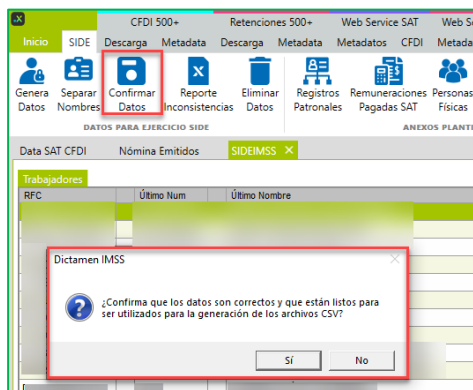 CFDI 500+ Retenciones 500+ Web Service SAT Web Se
Inicio SIDE Descarga Metadata Descarga Metadata Metadatos CFDI Metada
Genera Datos
Separar Nombres
Confirmar Datos
Reporte Inconsistencias
Eliminar Datos
Registros Patronales
Remuneraciones Pagadas SAT
Personas Físicas
DATOS PARA EJERCICIO SIDE ANEXOS PLANTI
Data SAT CFDI Nómina Emitidos SIDEIMSS ×
Trabajadores
RFC Último Num Último Nombre
Dictamen IMSS
¿Confirma que los datos son correctos y que están listos para
ser utilizados para la generación de los archivos CSV?
Sí No